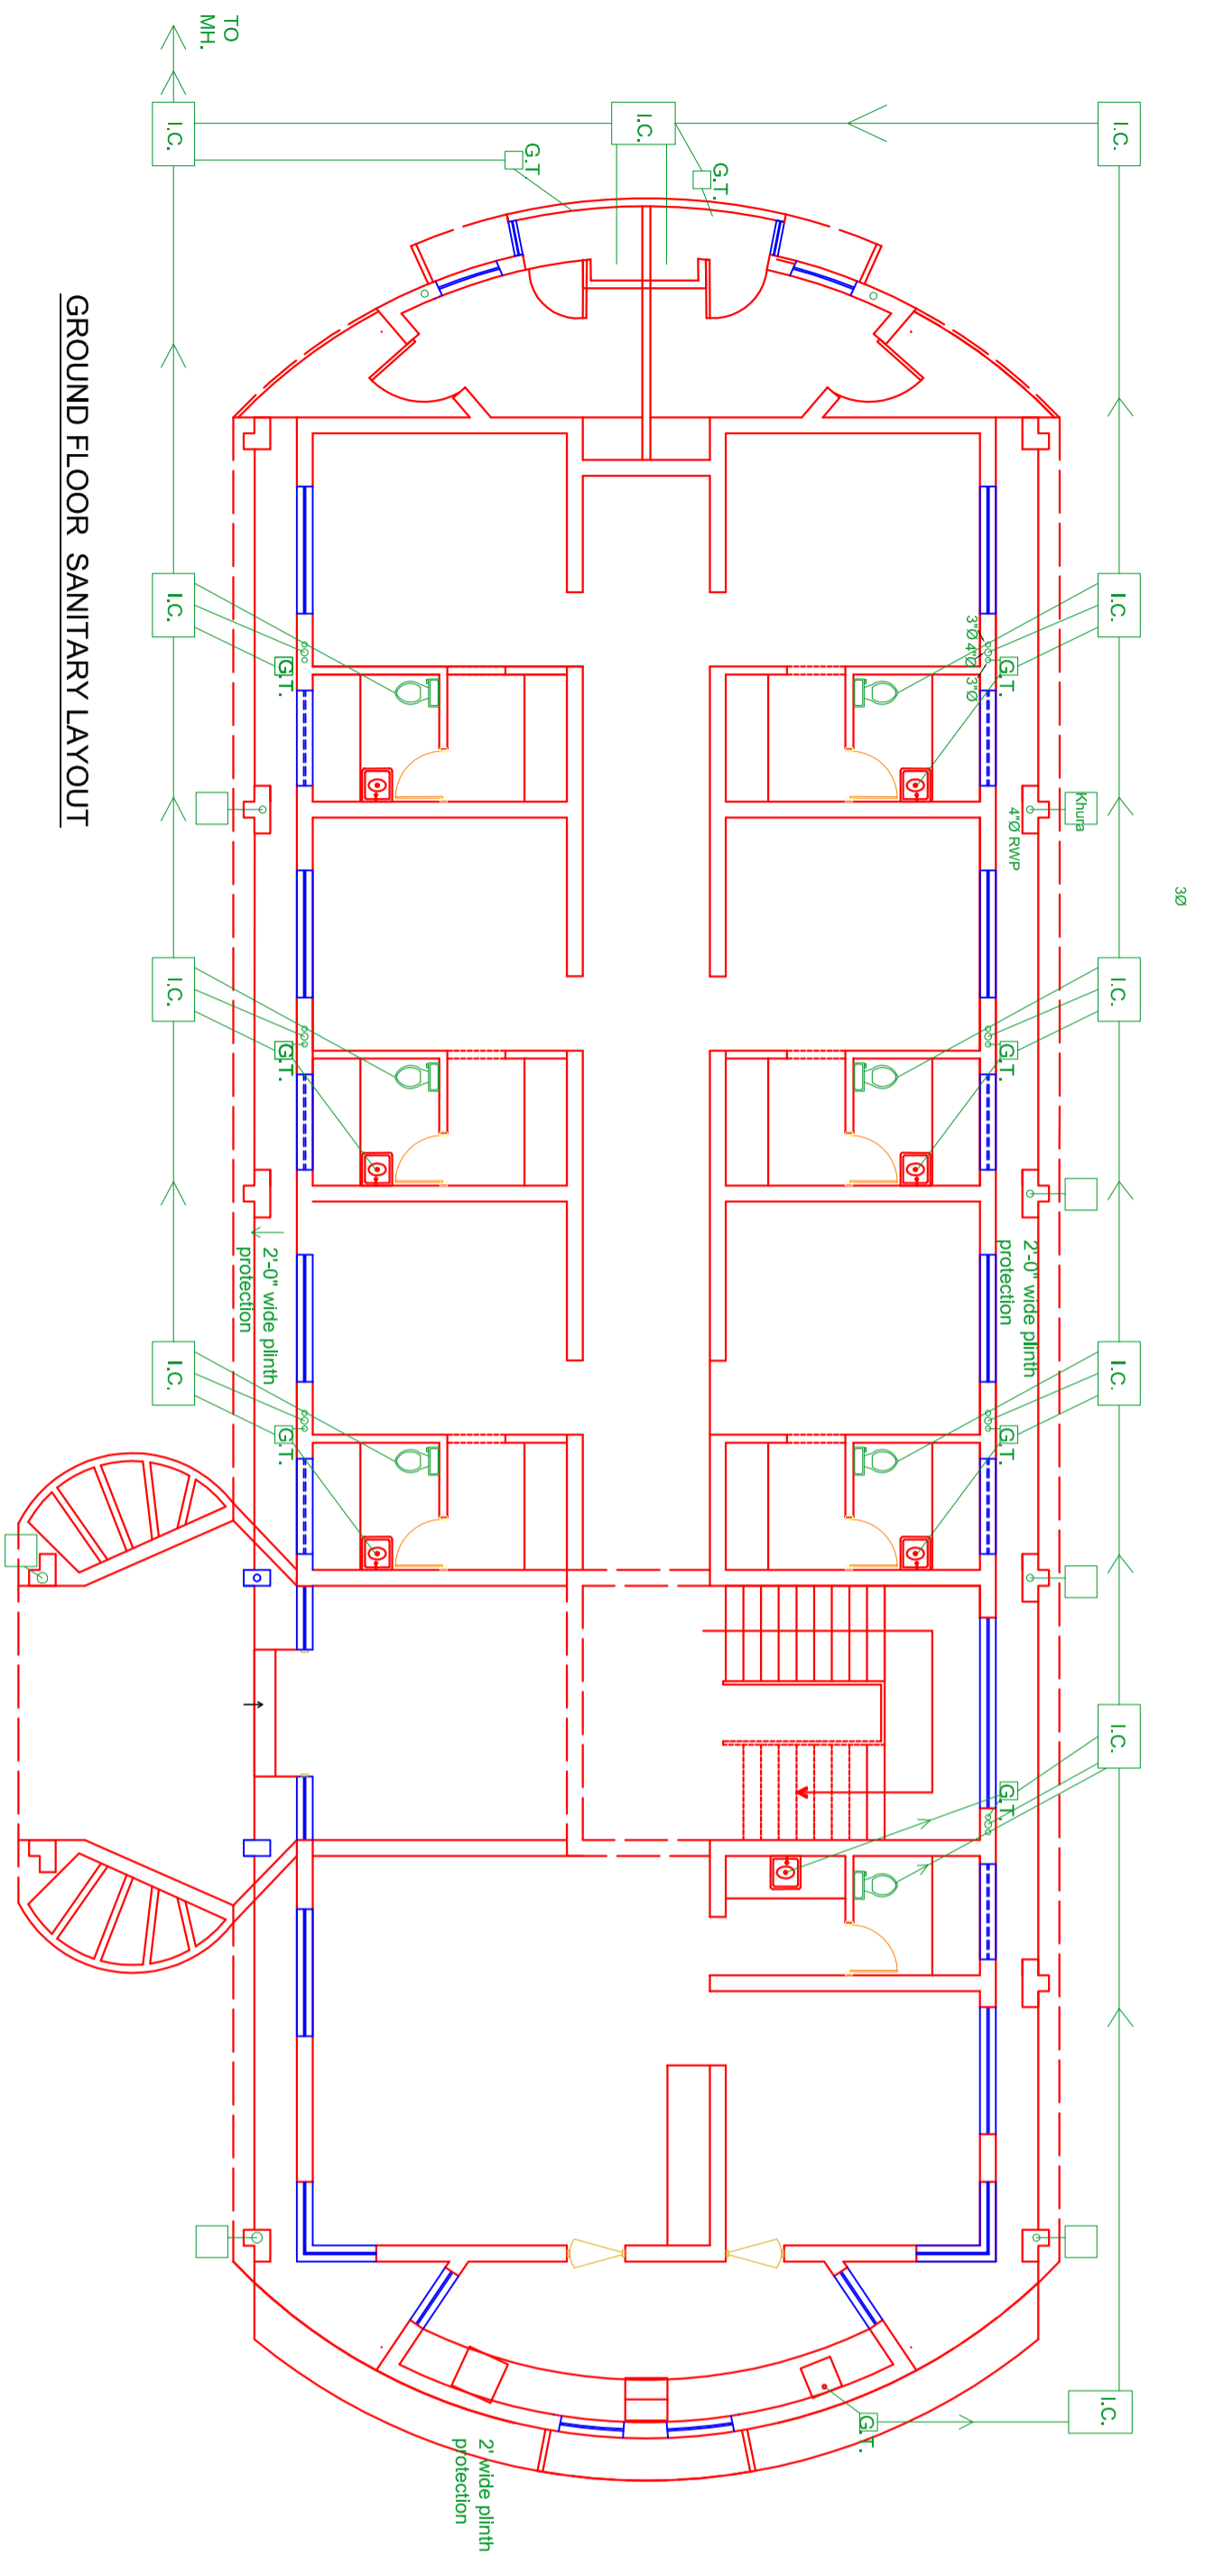 TO
MH.
I.C.
I.C.
I.C.
G.T.
G.T.
GROUND FLOOR SANITARY LAYOUT
I.C.
I.C.
3"Ø 4"Ø 3"Ø
G.T.
G.T.
Khura
4"Ø RWP
3Ø
I.C.
I.C.
G.T.
G.T.
2'-0" wide plinth
protection
2'-0" wide plinth
protection
I.C.
I.C.
G.T.
G.T.
I.C.
G.T.
I.C.
G.T.
2' wide plinth
protection